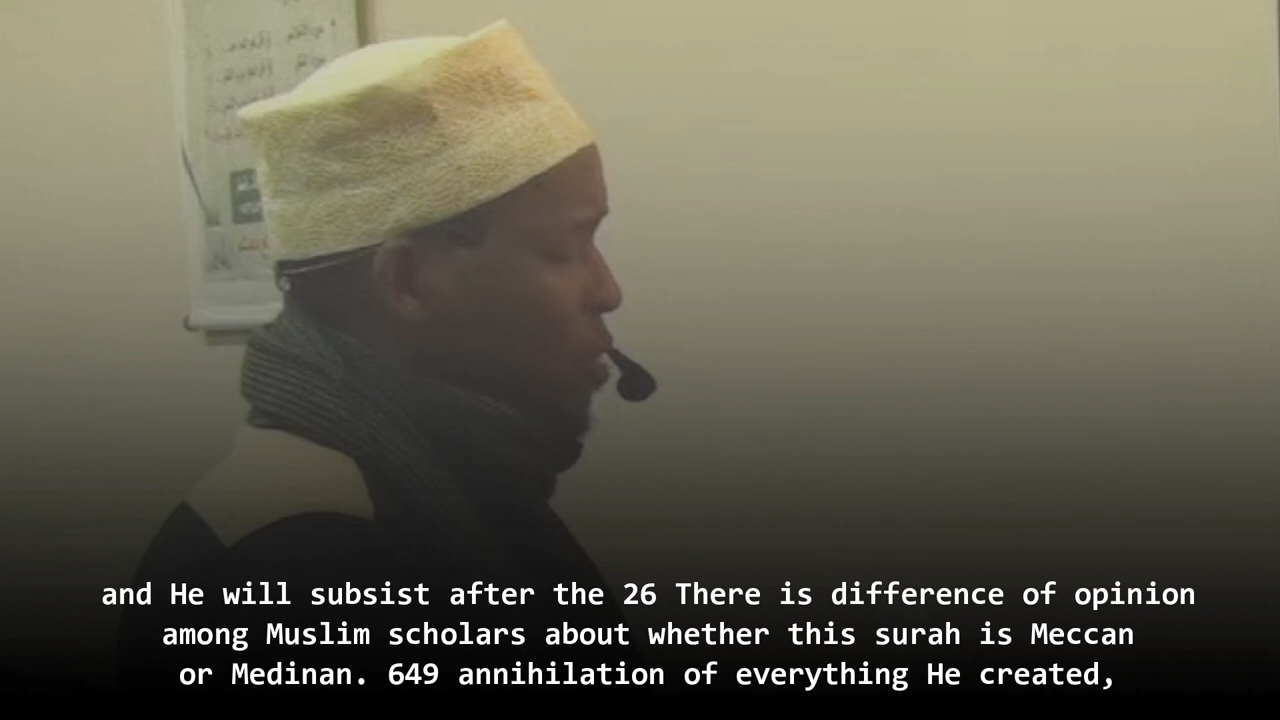 and He will subsist after the 26 There is difference of opinion
among Muslim scholars about whether this surah is Meccan
or Medinan. 649 annihilation of everything He created,